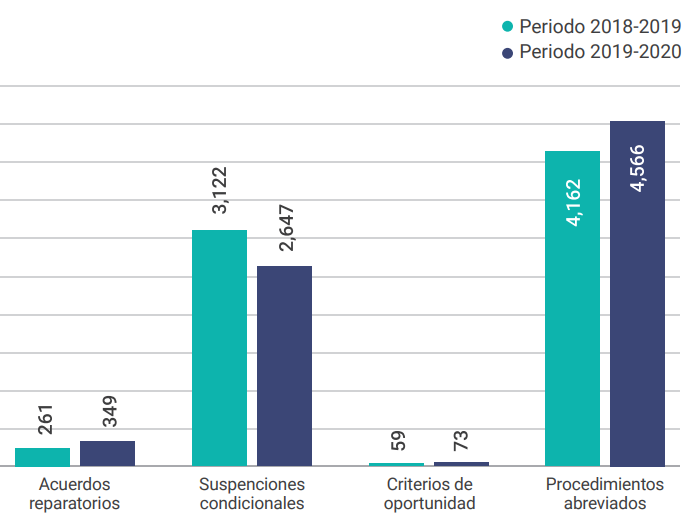 Periodo 2018-2019
Periodo 2019-2020
261
349
3,122
2,647
59
73
4,162
4,566
Acuerdos
reparatorios
Suspenciones
condicionales
Criterios de
oportunidad
Procedimientos
abreviados